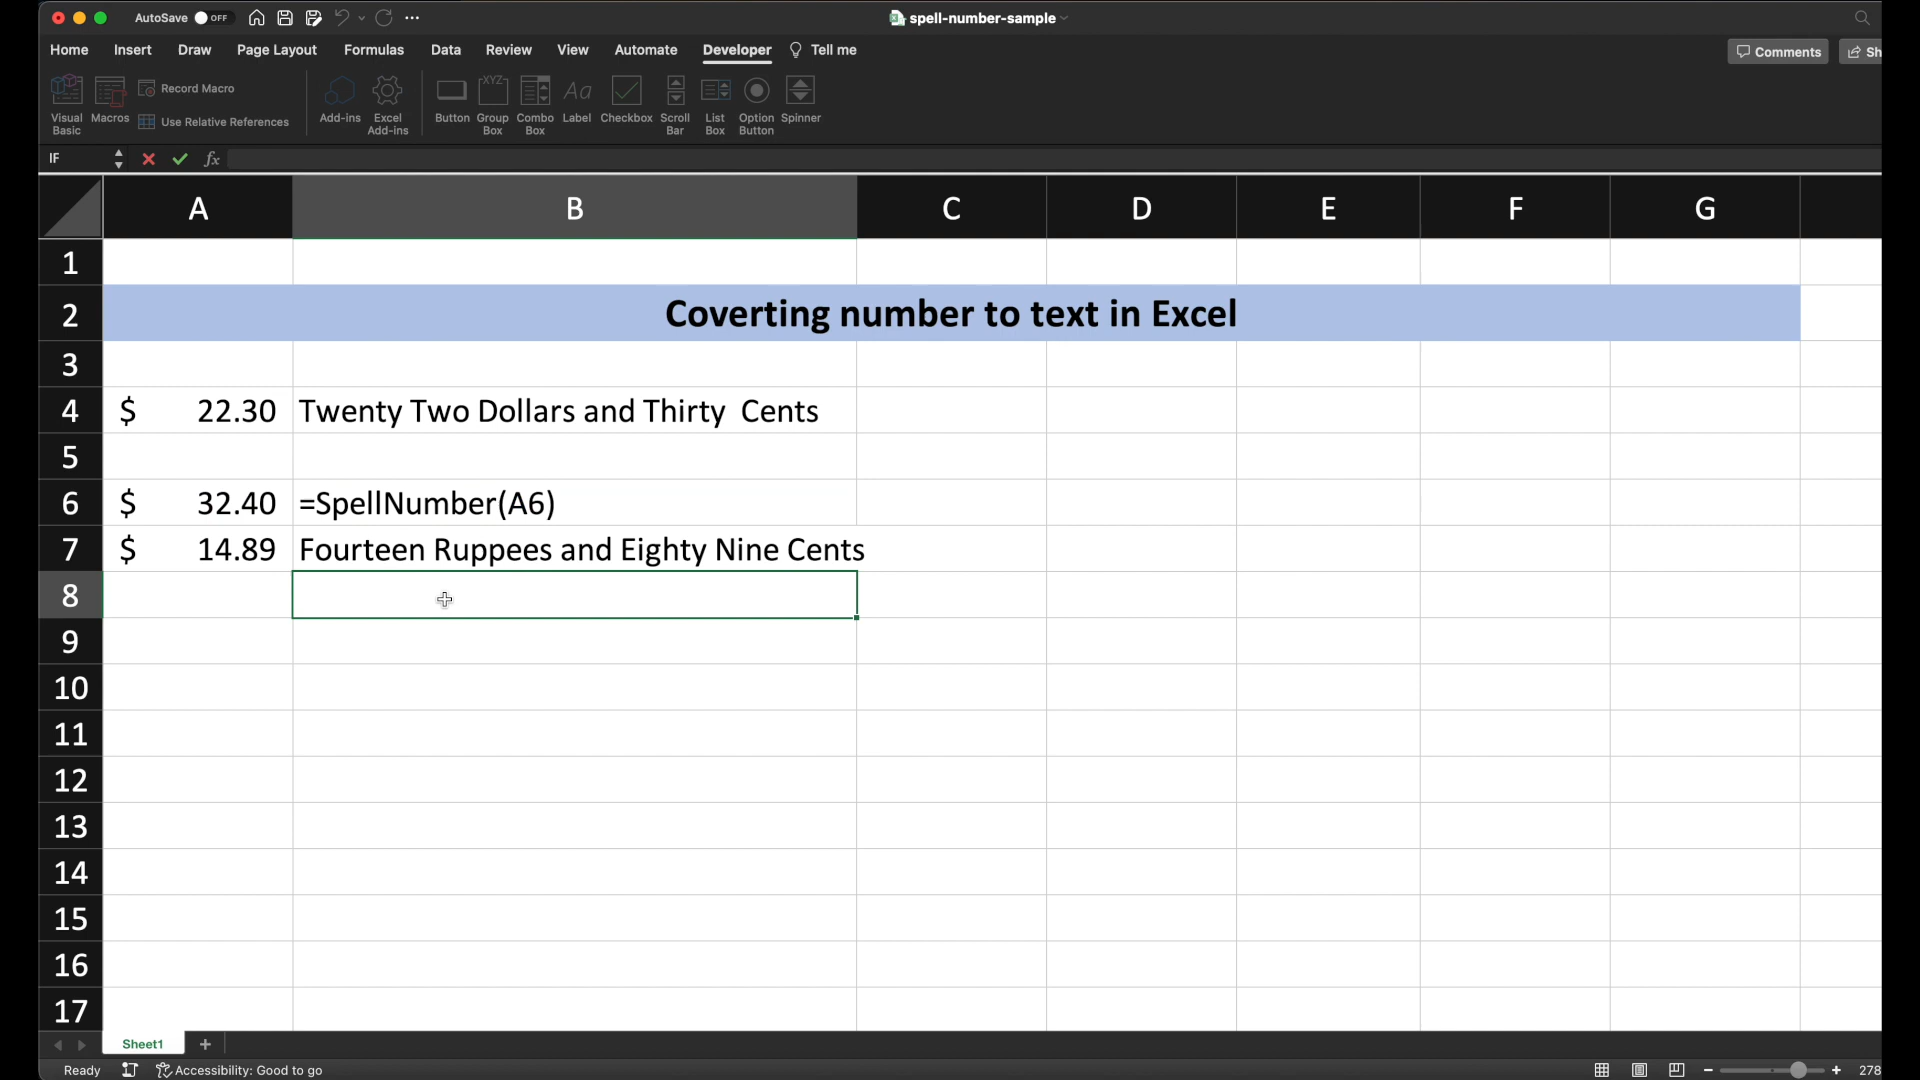 AutoSave OFF spell-number-sample
Home Insert Draw Page Layout Formulas Data Review View Automate Developer Tell me Comments Sh
Visual Basic Macros Record Macro Use Relative References Add-ins Excel Add-ins Button Group Box Combo Box Label Checkbox Scroll Bar List Box Option Button Spinner
XYZ Aa
IF fx
A B C D E F G
1
2 Coverting number to text in Excel
3
4 $ 22.30 Twenty Two Dollars and Thirty  Cents
5
6 $ 32.40 =SpellNumber(A6)
7 $ 14.89 Fourteen Ruppees and Eighty Nine Cents
8
9
10
11
12
13
14
15
16
17
Sheet1 +
Ready Accessibility: Good to go − + 278